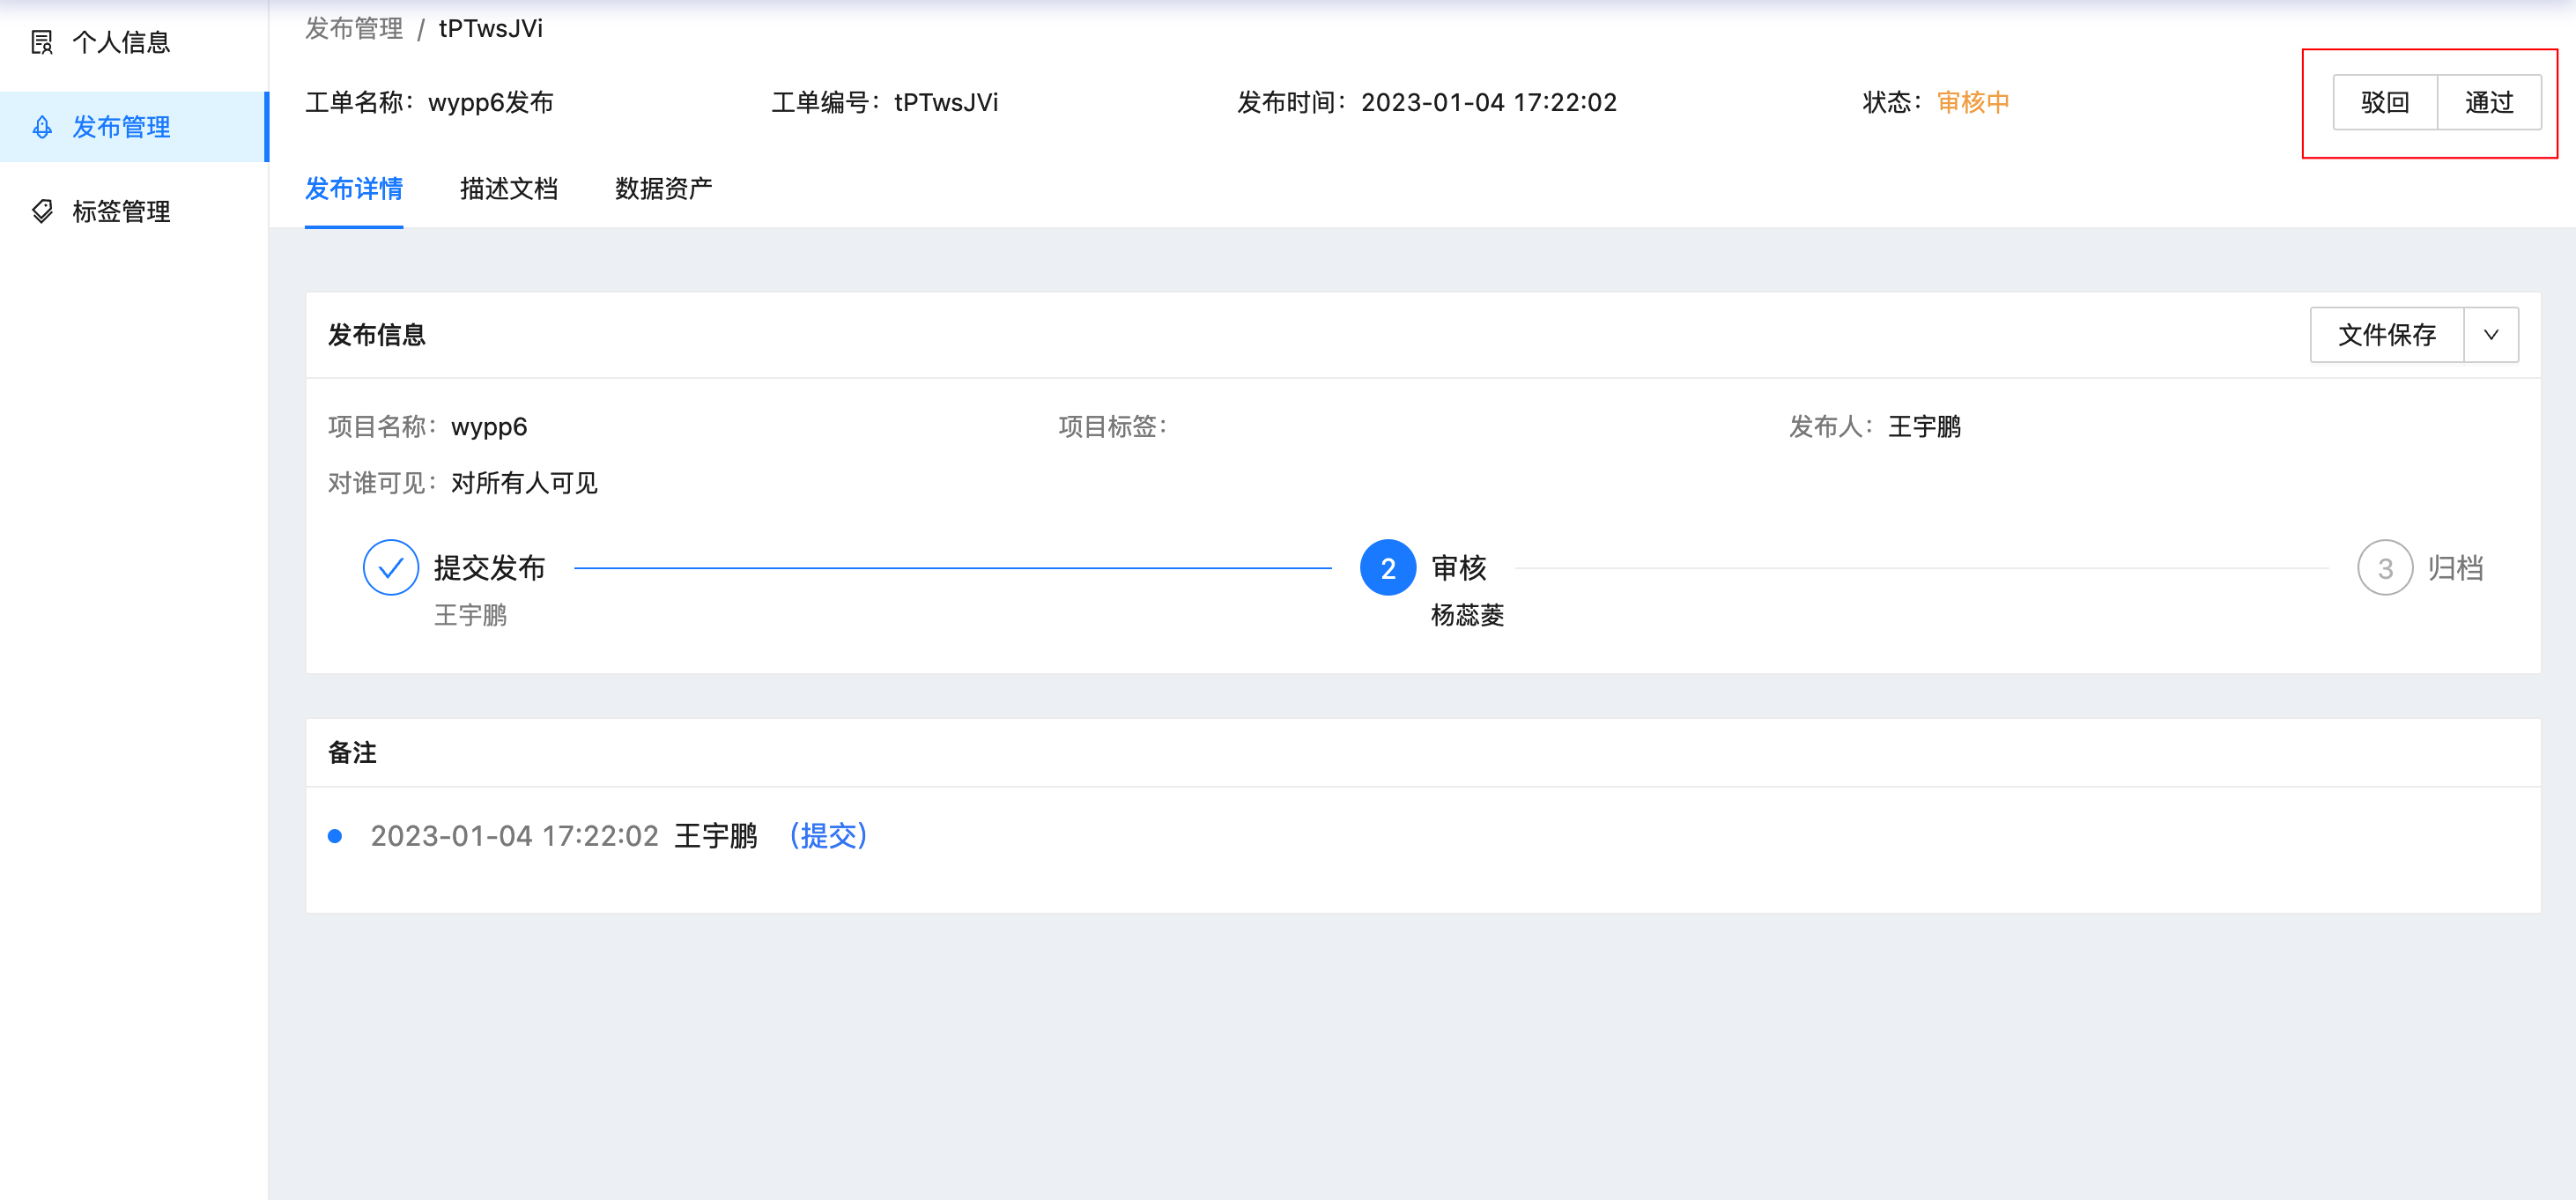 个人信息
发布管理
标签管理
发布管理 / tPTwsJVi
工单名称：wypp6发布 工单编号：tPTwsJVi 发布时间：2023-01-04 17:22:02 状态：审核中 驳回 通过
发布详情 描述文档 数据资产
发布信息 文件保存
项目名称：wypp6 项目标签： 发布人：王宇鹏
对谁可见：对所有人可见
提交发布 2 审核 3 归档
王宇鹏 杨蕊菱
备注
2023-01-04 17:22:02 王宇鹏 （提交）